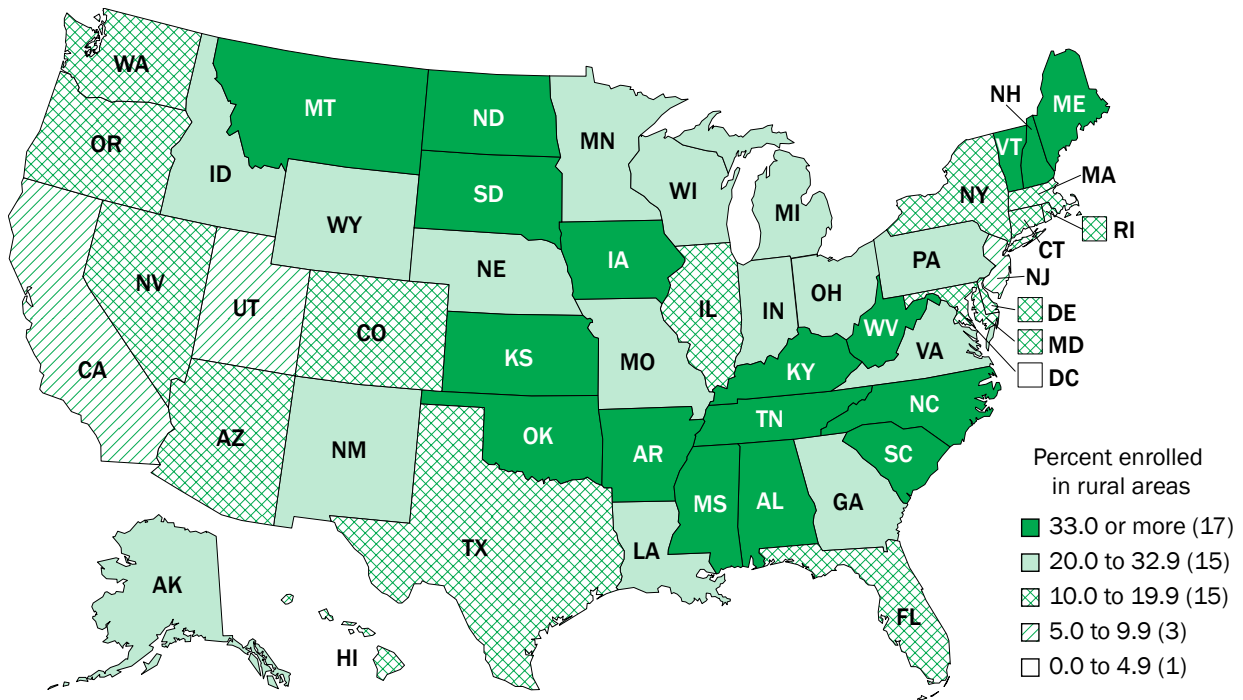 WA
MT
ND
MN
NH
ME
VT
OR
ID
SD
WI
MI
NY
MA
RI
WY
IA
NE
PA
CT
NJ
NV
UT
CO
IL
IN
OH
WV
DE
MD
VA
DC
CA
KS
MO
KY
AZ
NM
OK
AR
TN
NC
SC
MS
AL
GA
TX
LA
FL
AK
HI
Percent enrolled
in rural areas
33.0 or more (17)
20.0 to 32.9 (15)
10.0 to 19.9 (15)
5.0 to 9.9 (3)
0.0 to 4.9 (1)